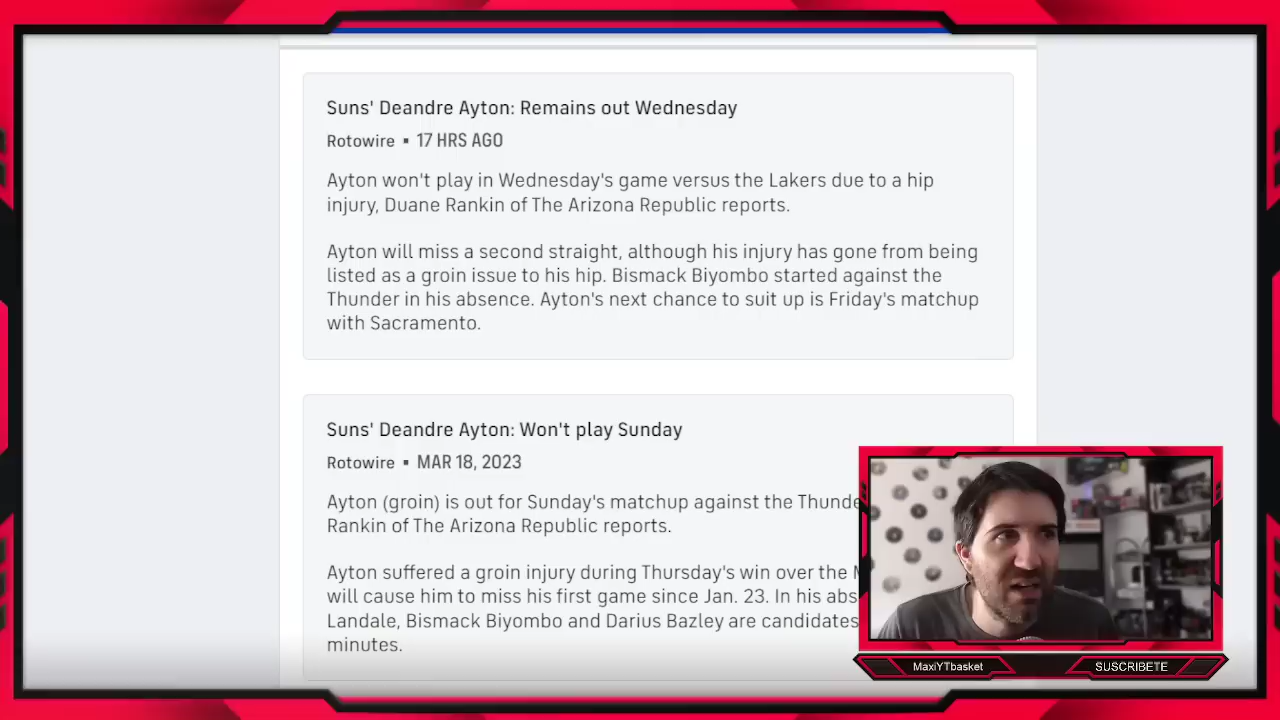 Suns' Deandre Ayton: Remains out Wednesday
Rotowire ▪ 17 HRS AGO
Ayton won't play in Wednesday's game versus the Lakers due to a hip
injury, Duane Rankin of The Arizona Republic reports.
Ayton will miss a second straight, although his injury has gone from being
listed as a groin issue to his hip. Bismack Biyombo started against the
Thunder in his absence. Ayton's next chance to suit up is Friday's matchup
with Sacramento.
Suns' Deandre Ayton: Won't play Sunday
Rotowire ▪ MAR 18, 2023
Ayton (groin) is out for Sunday's matchup against the
Rankin of The Arizona Republic reports.
Ayton suffered a groin injury during Thursday's win over the
will cause him to miss his first game since Jan. 23. In his
Landale, Bismack Biyombo and Darius Bazley are candidates
minutes.
MaxiYTbasket
SUSCRIBETE